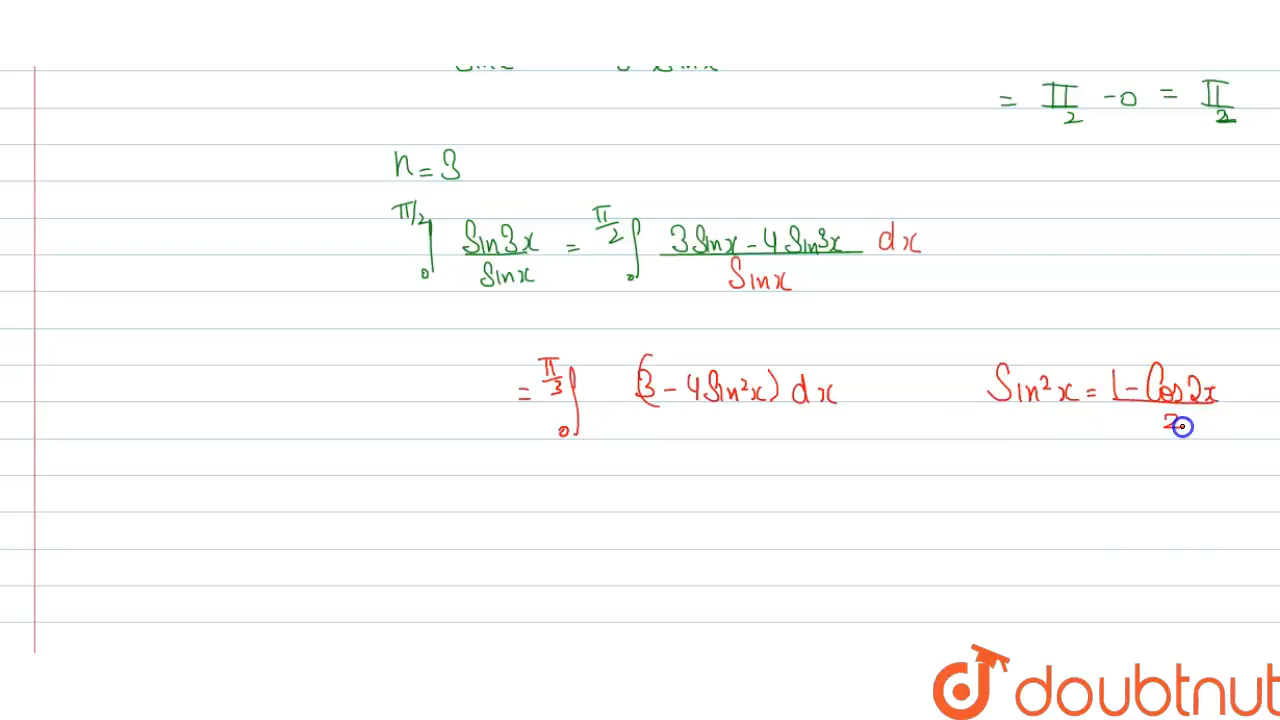 = π/2 - 0 = π/2
n = 3
π/2 ∫ 0 Sin3x/Sinx = π/2 ∫ 0 3Sinx - 4Sin³x/Sinx dx
= π/3 ∫ 0 (3 - 4Sin²x) dx Sin²x = 1 - Cos2x/2
doubtnut